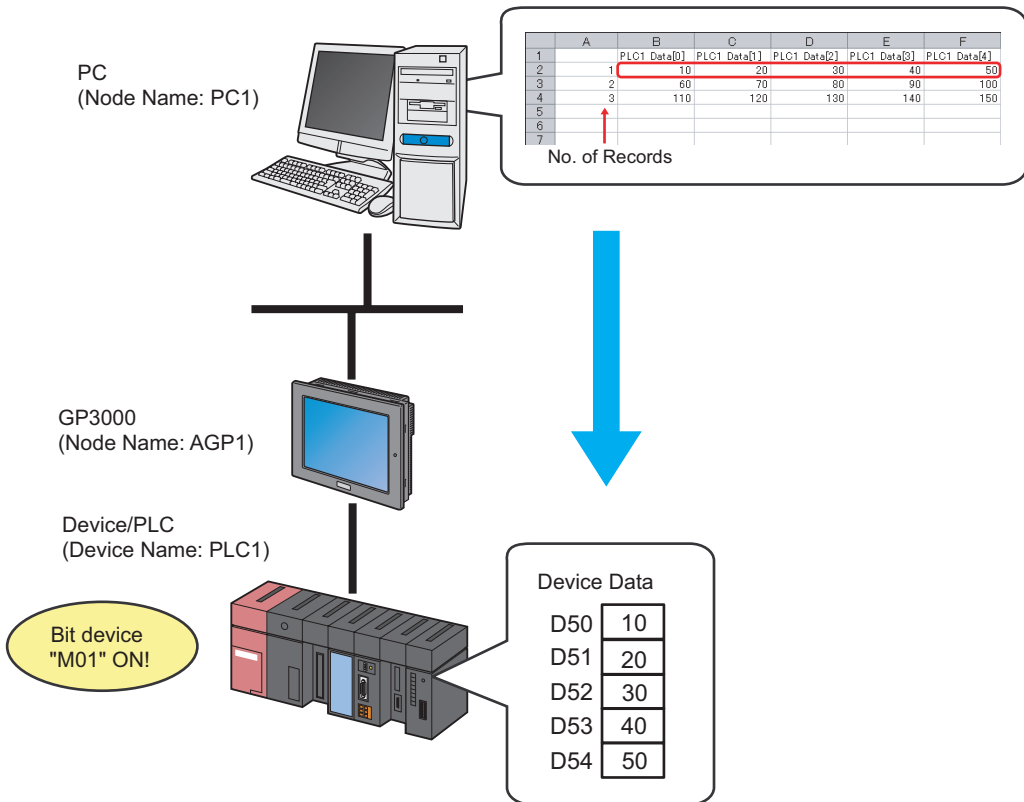 PC
(Node Name: PC1)
A B C D E F
1 PLC1 Data[0] PLC1 Data[1] PLC1 Data[2] PLC1 Data[3] PLC1 Data[4]
2 1 10 20 30 40 50
3 2 60 70 80 90 100
4 3 110 120 130 140 150
5
6
7
No. of Records
GP3000
(Node Name: AGP1)
Device/PLC
(Device Name: PLC1)
Bit device
"M01" ON!
Device Data
D50 10
D51 20
D52 30
D53 40
D54 50